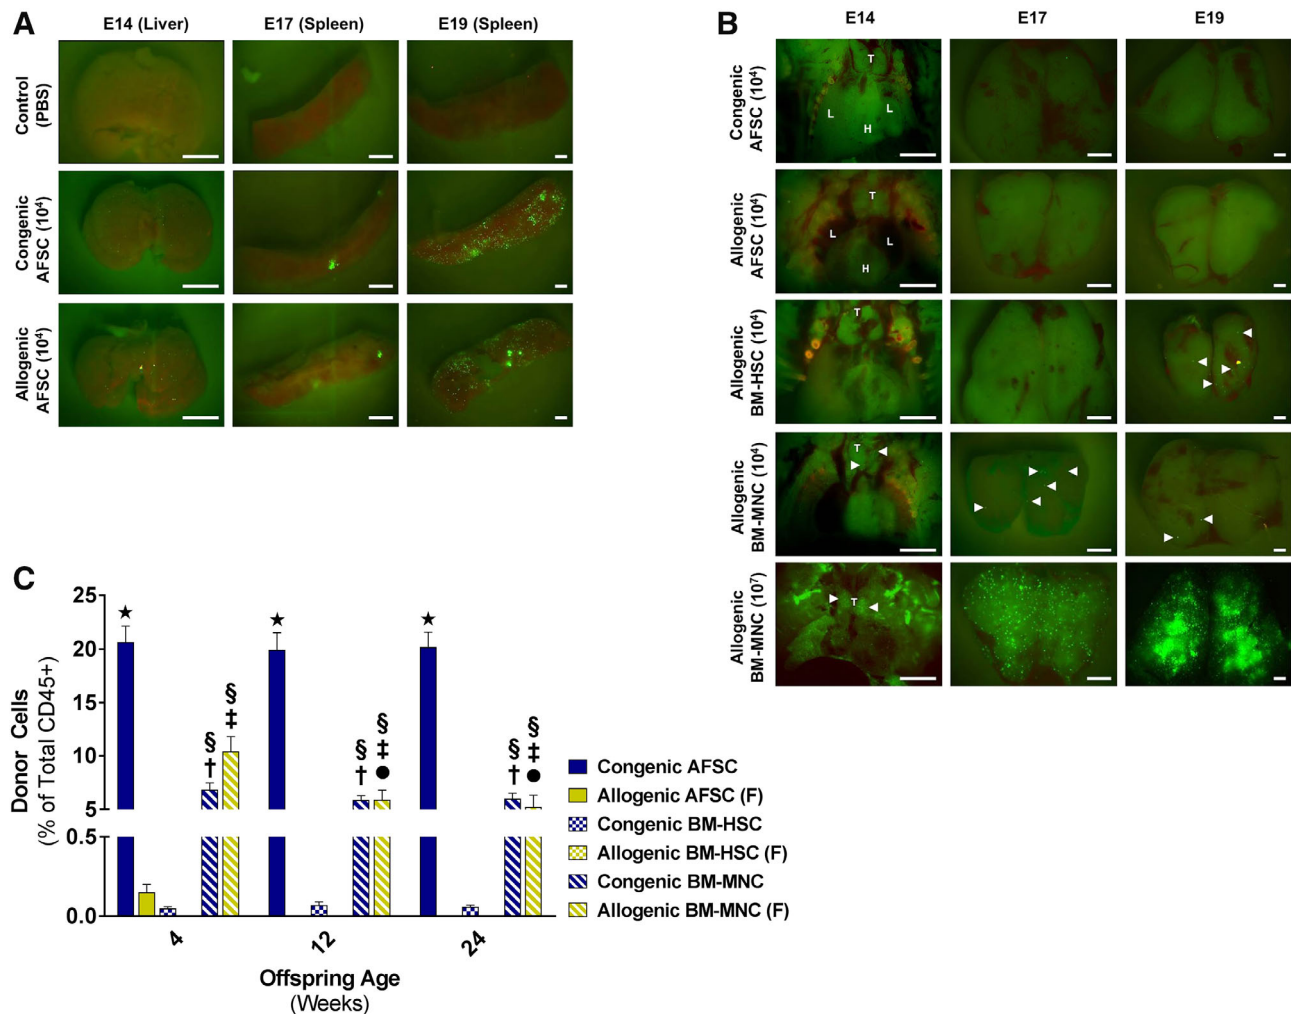 A
E14 (Liver)
E17 (Spleen)
E19 (Spleen)
Control
(PBS)
Congenic
AFSC (10⁴)
Allogenic
AFSC (10⁴)
B
E14
E17
E19
Congenic
AFSC (10⁴)
T
L
L
H
Allogenic
AFSC (10⁴)
T
L
L
H
Allogenic
BM-HSC (10⁴)
T
Allogenic
BM-MNC (10⁴)
T
Allogenic
BM-MNC (10⁷)
T
C
Donor Cells
(% of Total CD45+)
25
20
15
10
5
0.5
0.0
★
§
†
§
‡
★
§
†
§
‡
●
★
§
†
§
‡
●
4
12
24
Offspring Age
(Weeks)
Congenic AFSC
Allogenic AFSC (F)
Congenic BM-HSC
Allogenic BM-HSC (F)
Congenic BM-MNC
Allogenic BM-MNC (F)